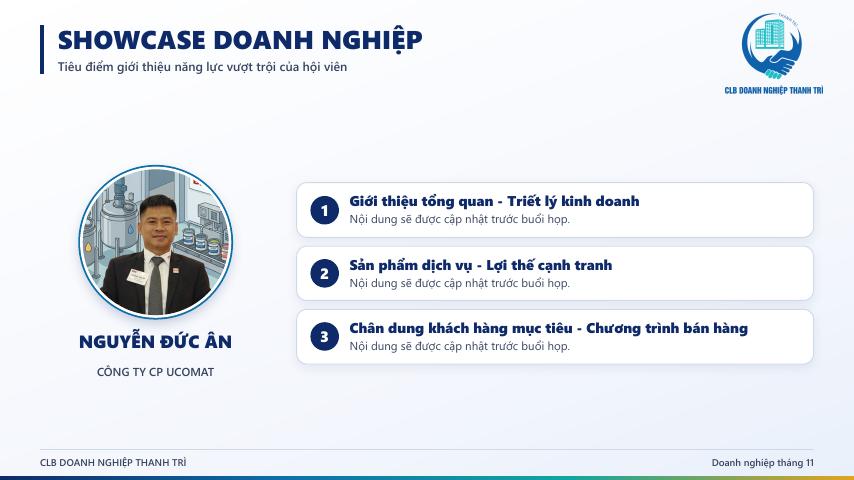 SHOWCASE DOANH NGHIỆP
Tiêu điểm giới thiệu năng lực vượt trội của hội viên
THANH TRÌ
CLB DOANH NGHIỆP THANH TRÌ
1
Giới thiệu tổng quan - Triết lý kinh doanh
Nội dung sẽ được cập nhật trước buổi họp.
2
Sản phẩm dịch vụ - Lợi thế cạnh tranh
Nội dung sẽ được cập nhật trước buổi họp.
3
Chân dung khách hàng mục tiêu - Chương trình bán hàng
Nội dung sẽ được cập nhật trước buổi họp.
NGUYỄN ĐỨC ÂN
CÔNG TY CP UCOMAT
CLB DOANH NGHIỆP THANH TRÌ
Doanh nghiệp tháng 11